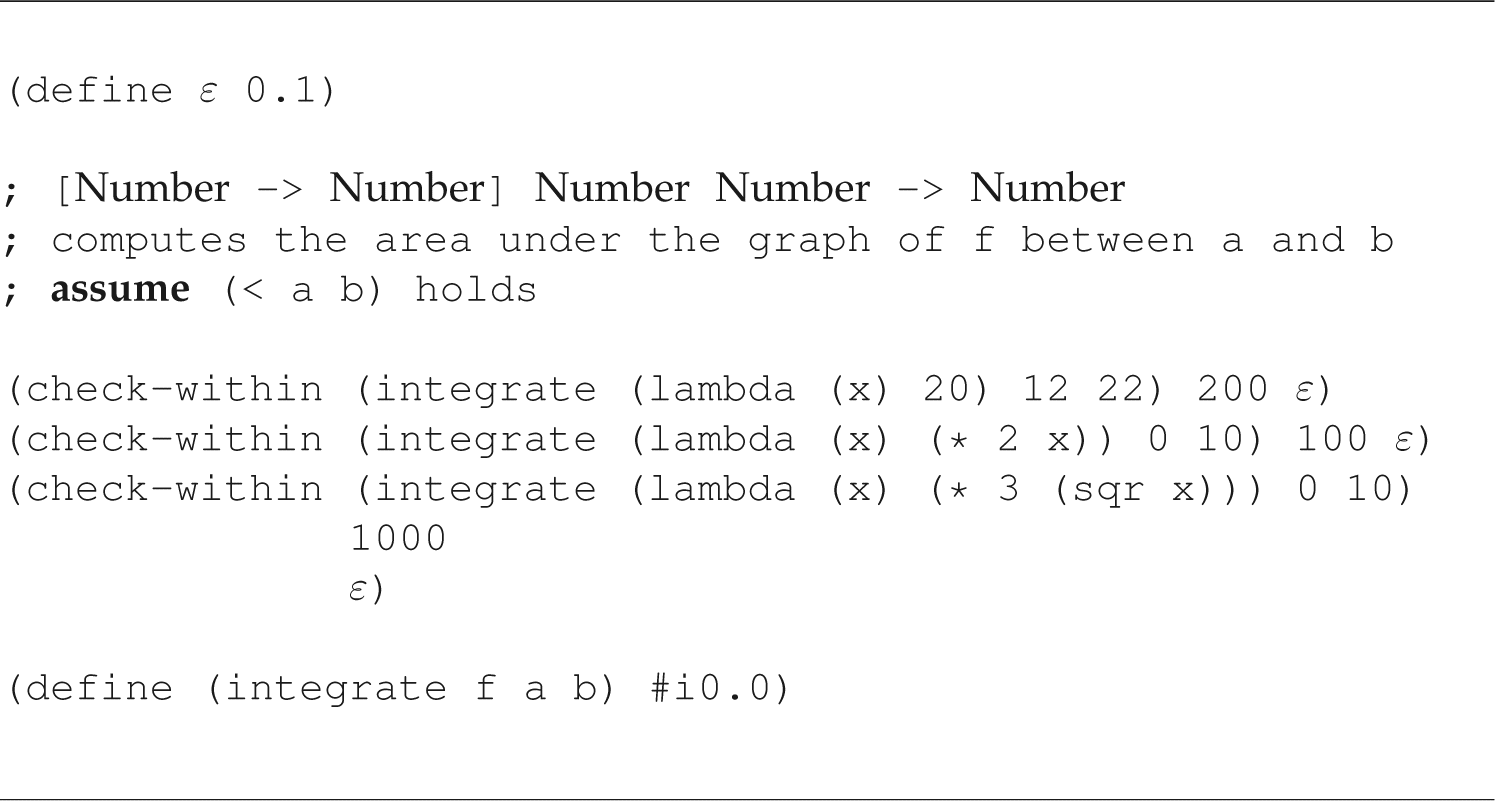 (define ε 0.1)
; [Number -> Number] Number Number -> Number
; computes the area under the graph of f between a and b
; assume (< a b) holds
(check-within (integrate (lambda (x) 20) 12 22) 200 ε)
(check-within (integrate (lambda (x) (* 2 x)) 0 10) 100 ε)
(check-within (integrate (lambda (x) (* 3 (sqr x))) 0 10)
1000
ε)
(define (integrate f a b) #i0.0)